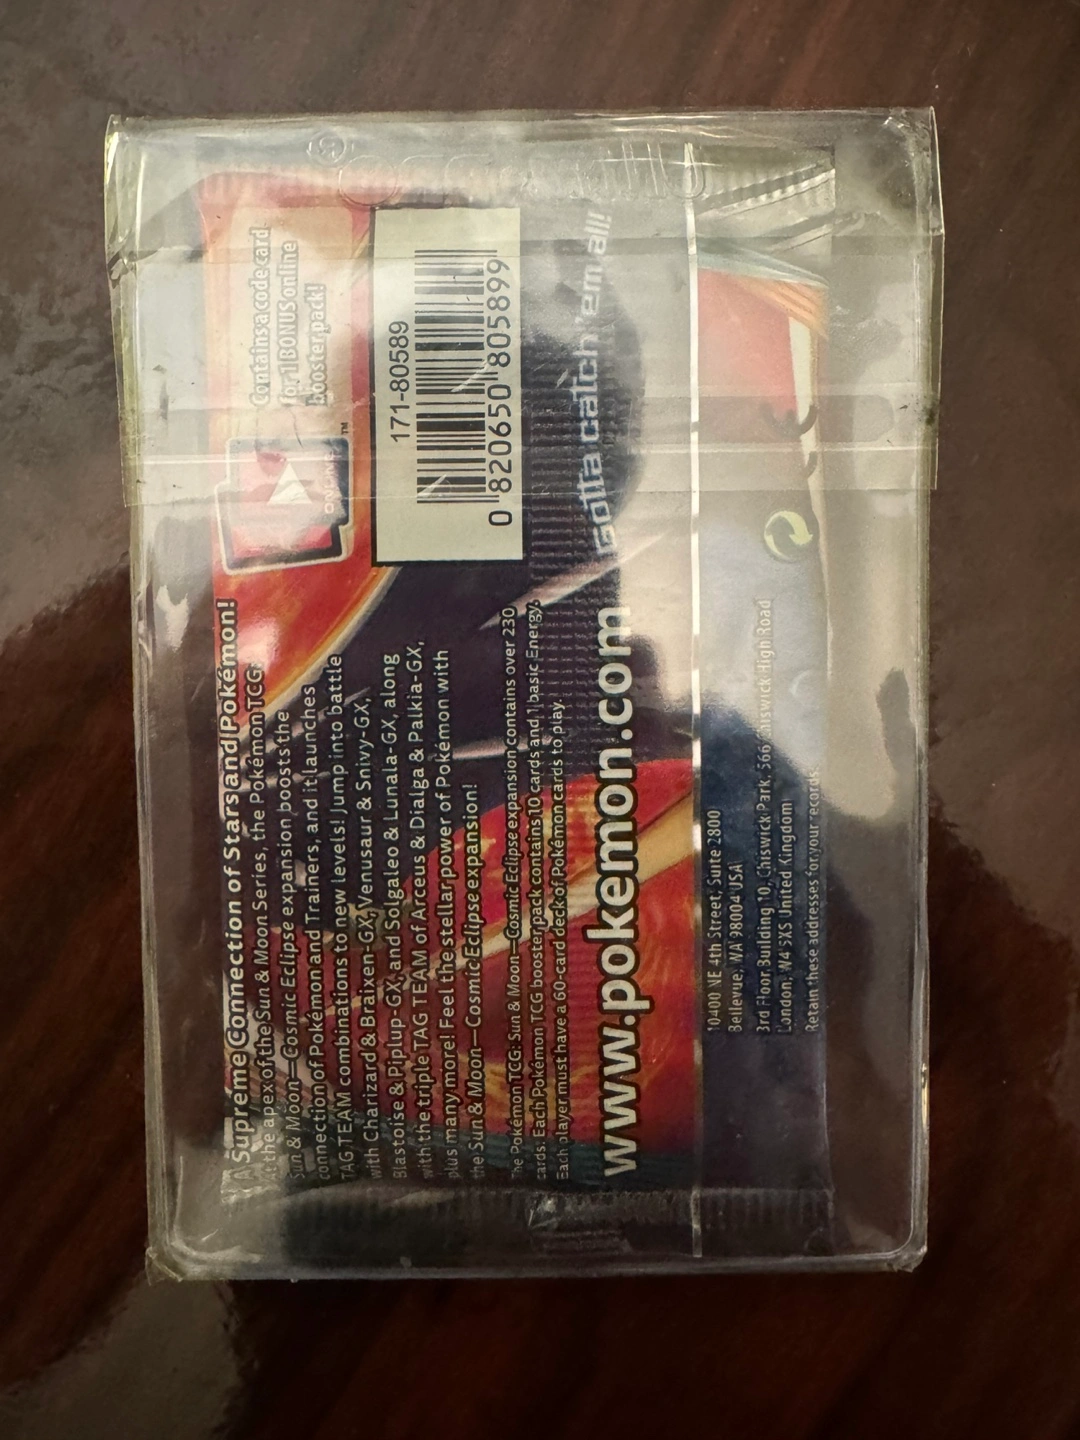 A Supreme Connection of Stars and Pokémon!
At the apex of the Sun & Moon Series, the Pokémon TCG:
Sun & Moon—Cosmic Eclipse expansion boosts the
connection of Pokémon and Trainers, and it launches
TAG TEAM combinations to new levels! Jump into battle
with Charizard & Braixen-GX, Venusaur & Snivy-GX,
Blastoise & Piplup-GX, and Solgaleo & Lunala-GX, along
with the triple TAG TEAM of Arceus & Dialga & Palkia-GX,
plus many more! Feel the stellar power of Pokémon with
the Sun & Moon—Cosmic Eclipse expansion!
The Pokémon TCG: Sun & Moon—Cosmic Eclipse expansion contains over 230
cards. Each Pokémon TCG booster pack contains 10 cards and 1 basic Energy.
Each player must have a 60-card deck of Pokémon cards to play.
www.pokemon.com
Gotta catch 'em all!
Contains a code card
for 1 BONUS online
booster pack!
ONLINE
TM
171-80589
0 820650 805899
10400 NE 4th Street, Suite 2800
Bellevue, WA 98004 USA
3rd Floor Building 10, Chiswick Park, 566 Chiswick High Road
London, W4 5XS United Kingdom
Retain these addresses for your records.
Ultra PRO
®